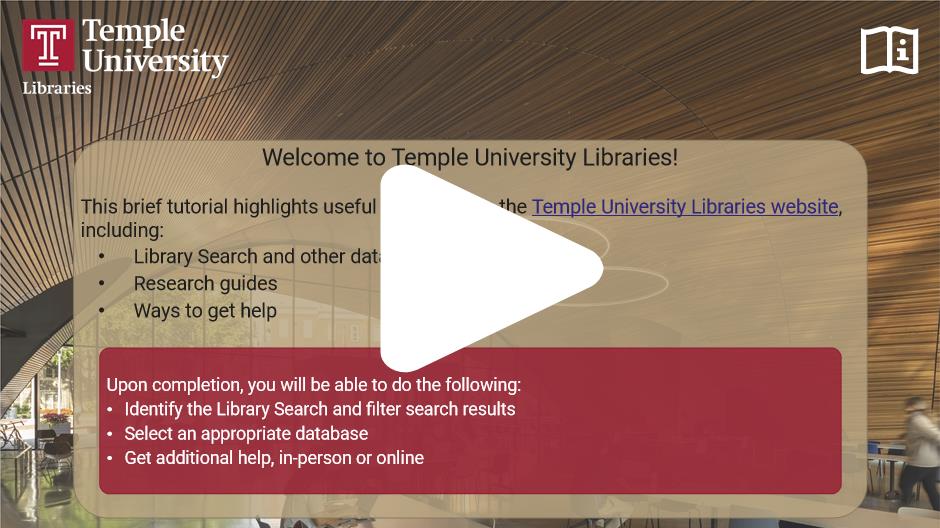 Temple
University
Libraries
Welcome to Temple University Libraries!
This brief tutorial highlights useful the Temple University Libraries website,
including:
• Library Search and other
• Research guides
• Ways to get help
Upon completion, you will be able to do the following:
• Identify the Library Search and filter search results
• Select an appropriate database
• Get additional help, in-person or online